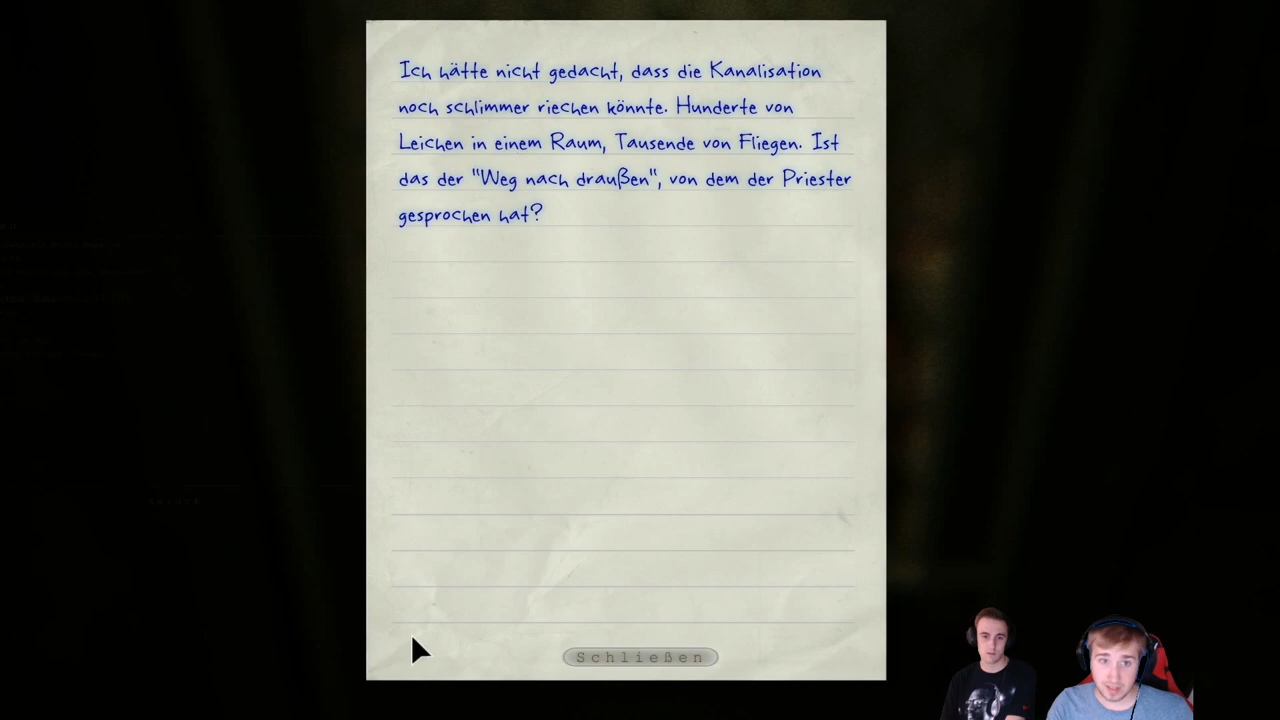 Ich hätte nicht gedacht, dass die Kanalisation
noch schlimmer riechen könnte. Hunderte von
Leichen in einem Raum, Tausende von Fliegen. Ist
das der "Weg nach draußen", von dem der Priester
gesprochen hat?
Schließen